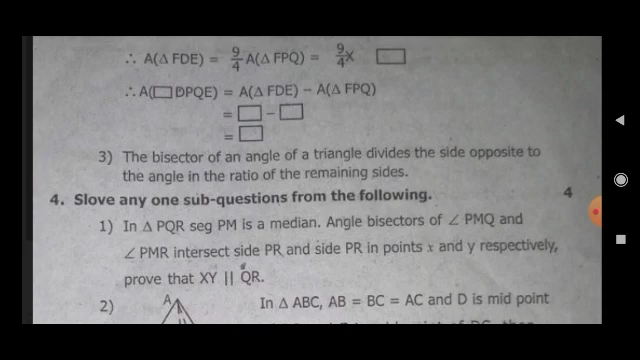 ∴ A(Δ FDE) = 9/4 A(Δ FPQ) = 9/4 x □
∴ A(□ DPQE) = A(Δ FDE) − A(Δ FPQ)
= □ − □
= □
3) The bisector of an angle of a triangle divides the side opposite to
the angle in the ratio of the remaining sides.
4. Slove any one sub-questions from the following. 4
1) In Δ PQR seg PM is a median. Angle bisectors of ∠ PMQ and
∠ PMR intersect side PR and side PR in points x and y respectively,
prove that XY || QR.
2) A In Δ ABC, AB = BC = AC and D is mid point